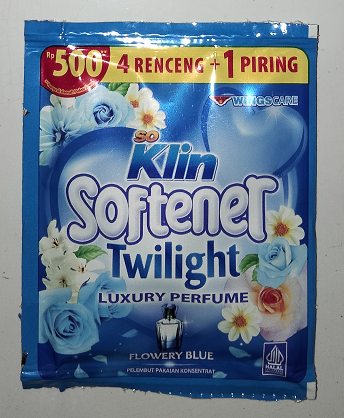 Rp 500 4 RENCENG + 1 PIRING
WINGSCARE
SO
Klin
Softener
Twilight
LUXURY PERFUME
FLOWERY BLUE
PELEMBUT PAKAIAN KONSENTRAT
HALAL